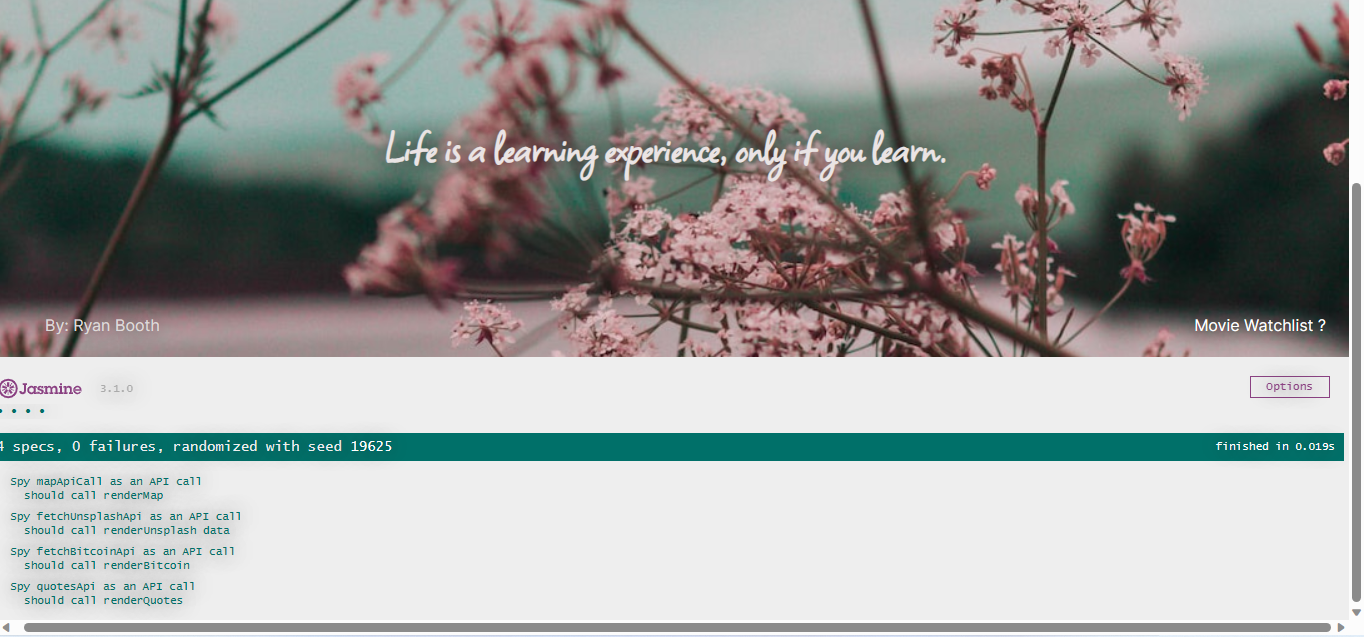 Life is a learning experience, only if you learn.
By: Ryan Booth
Movie Watchlist ?
Jasmine 3.1.0
Options
4 specs, 0 failures, randomized with seed 19625
finished in 0.019s
Spy mapApiCall as an API call
should call renderMap
Spy fetchUnsplashApi as an API call
should call renderUnsplash data
Spy fetchBitcoinApi as an API call
should call renderBitcoin
Spy quotesApi as an API call
should call renderQuotes